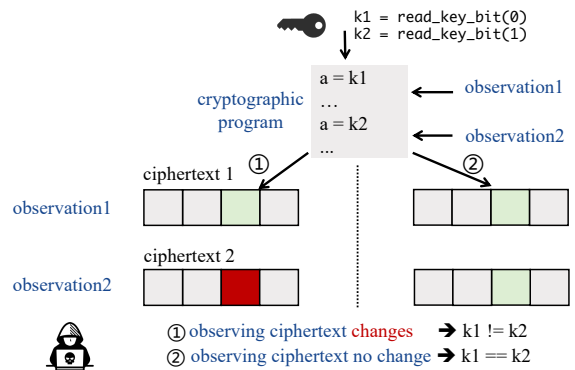 k1 = read_key_bit(0)
k2 = read_key_bit(1)
a = k1
…
a = k2
...
cryptographic
program
observation1
observation2
①
②
ciphertext 1
observation1
ciphertext 2
observation2
① observing ciphertext changes ➔ k1 != k2
② observing ciphertext no change ➔ k1 == k2